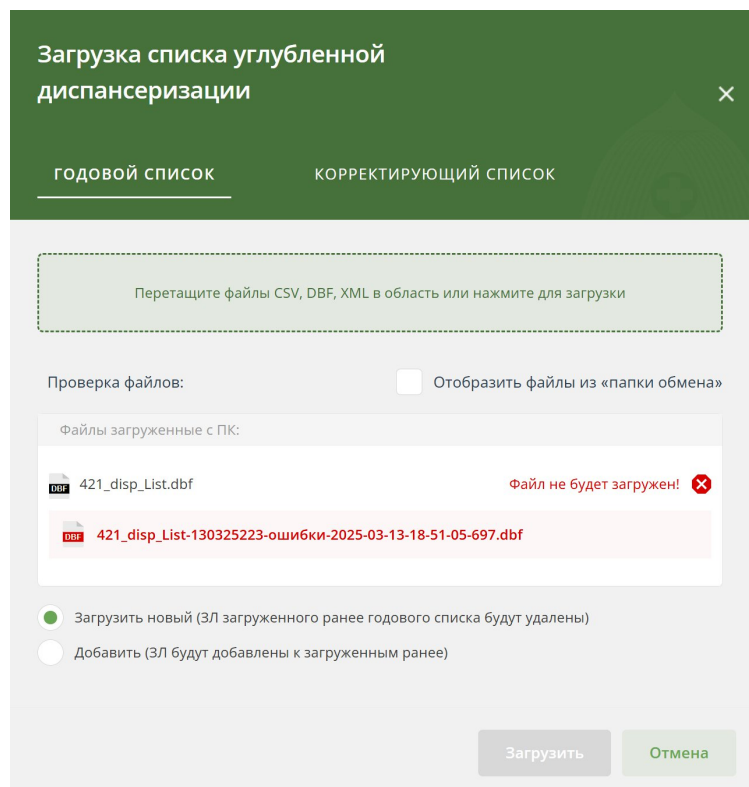 Загрузка списка углубленной
диспансеризации
ГОДОВОЙ СПИСОК
КОРРЕКТИРУЮЩИЙ СПИСОК
Перетащите файлы CSV, DBF, XML в область или нажмите для загрузки
Проверка файлов:
Отобразить файлы из «папки обмена»
Файлы загруженные с ПК:
DBF 421_disp_List.dbf
Файл не будет загружен!
DBF 421_disp_List-130325223-ошибки-2025-03-13-18-51-05-697.dbf
Загрузить новый (ЗЛ загруженного ранее годового списка будут удалены)
Добавить (ЗЛ будут добавлены к загруженным ранее)
Загрузить
Отмена